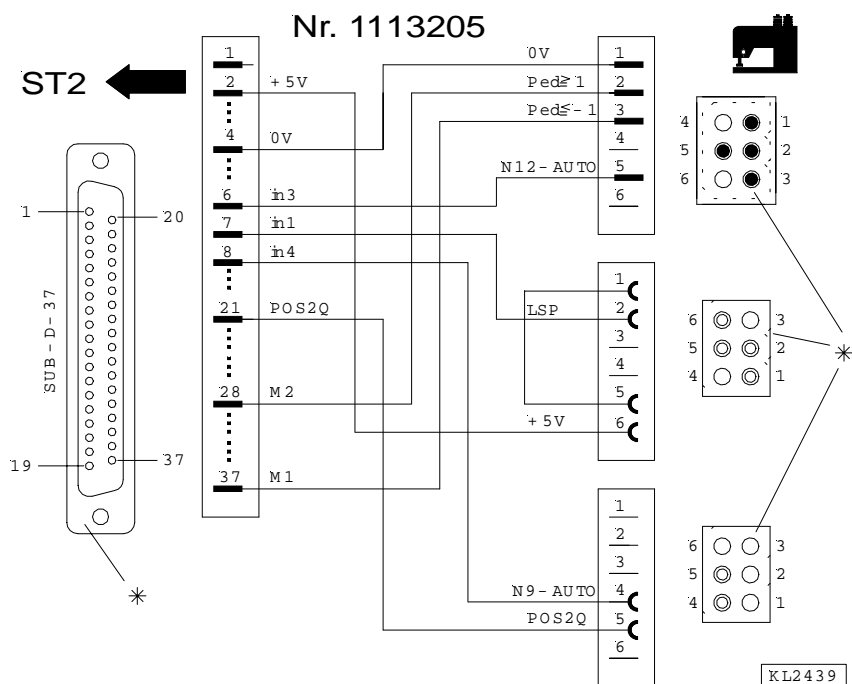 Nr. 1113205
ST2
SUB-D-37
1
20
19
37
1
2 +5V
4 0V
6 in3
7 in1
8 in4
21 POS2Q
28 M2
37 M1
0V 1
Ped≥1 2
Ped≤-1 3
4
N12-AUTO 5
6
1
LSP 2
3
4
5
+5V 6
1
2
3
N9-AUTO 4
POS2Q 5
6
4 1
5 2
6 3
6 3
5 2
4 1
6 3
5 2
4 1
KL2439